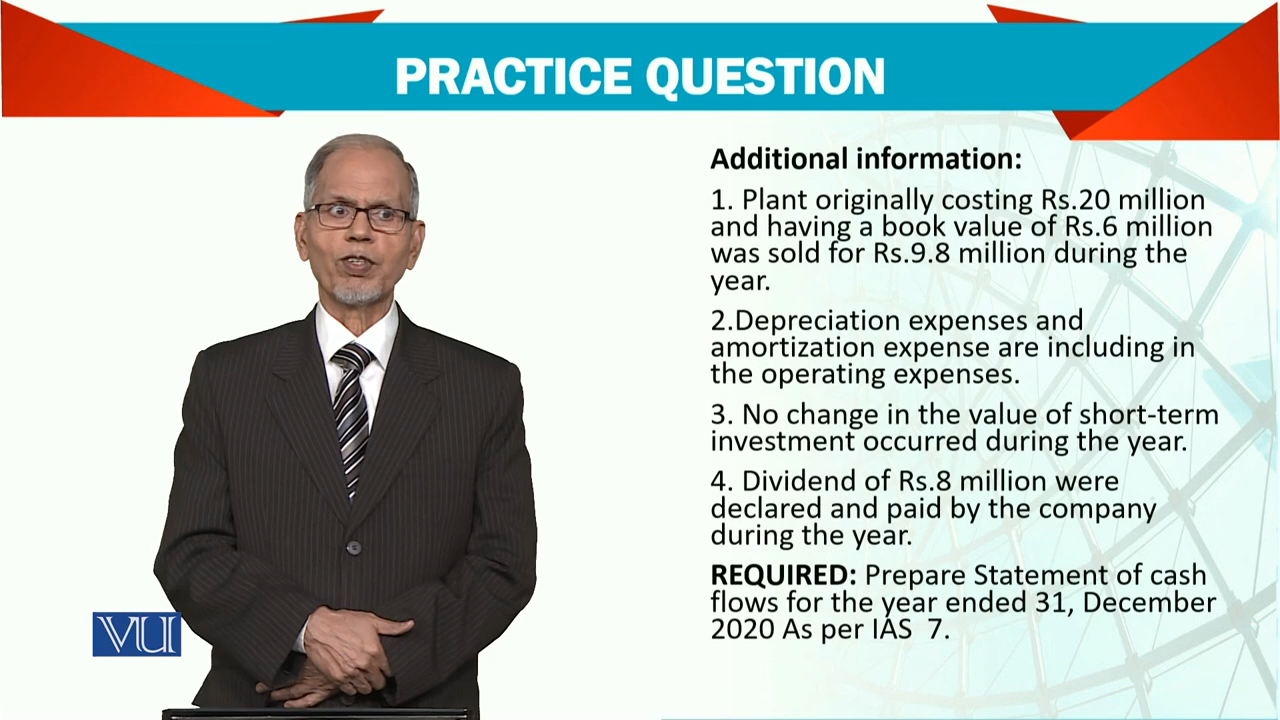 PRACTICE QUESTION
Additional information:
1. Plant originally costing Rs.20 million
and having a book value of Rs.6 million
was sold for Rs.9.8 million during the
year.
2.Depreciation expenses and
amortization expense are including in
the operating expenses.
3. No change in the value of short-term
investment occurred during the year.
4. Dividend of Rs.8 million were
declared and paid by the company
during the year.
REQUIRED: Prepare Statement of cash
flows for the year ended 31, December
2020 As per IAS 7.
VU